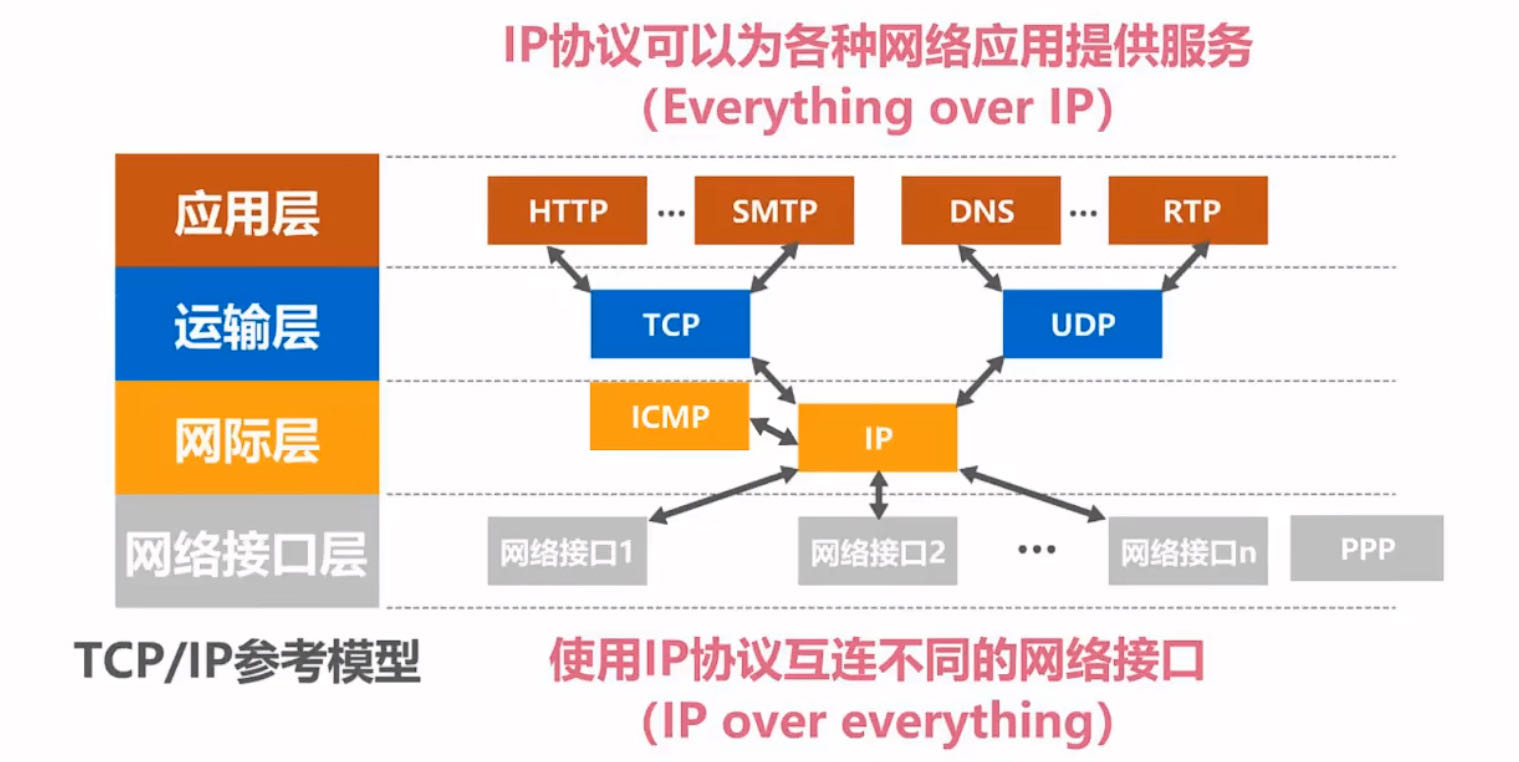 IP协议可以为各种网络应用提供服务
(Everything over IP)
应用层
HTTP ... SMTP DNS ... RTP
运输层
TCP UDP
网际层
ICMP IP
网络接口层
网络接口1 网络接口2 ... 网络接口n PPP
TCP/IP参考模型
使用IP协议互连不同的网络接口
(IP over everything)